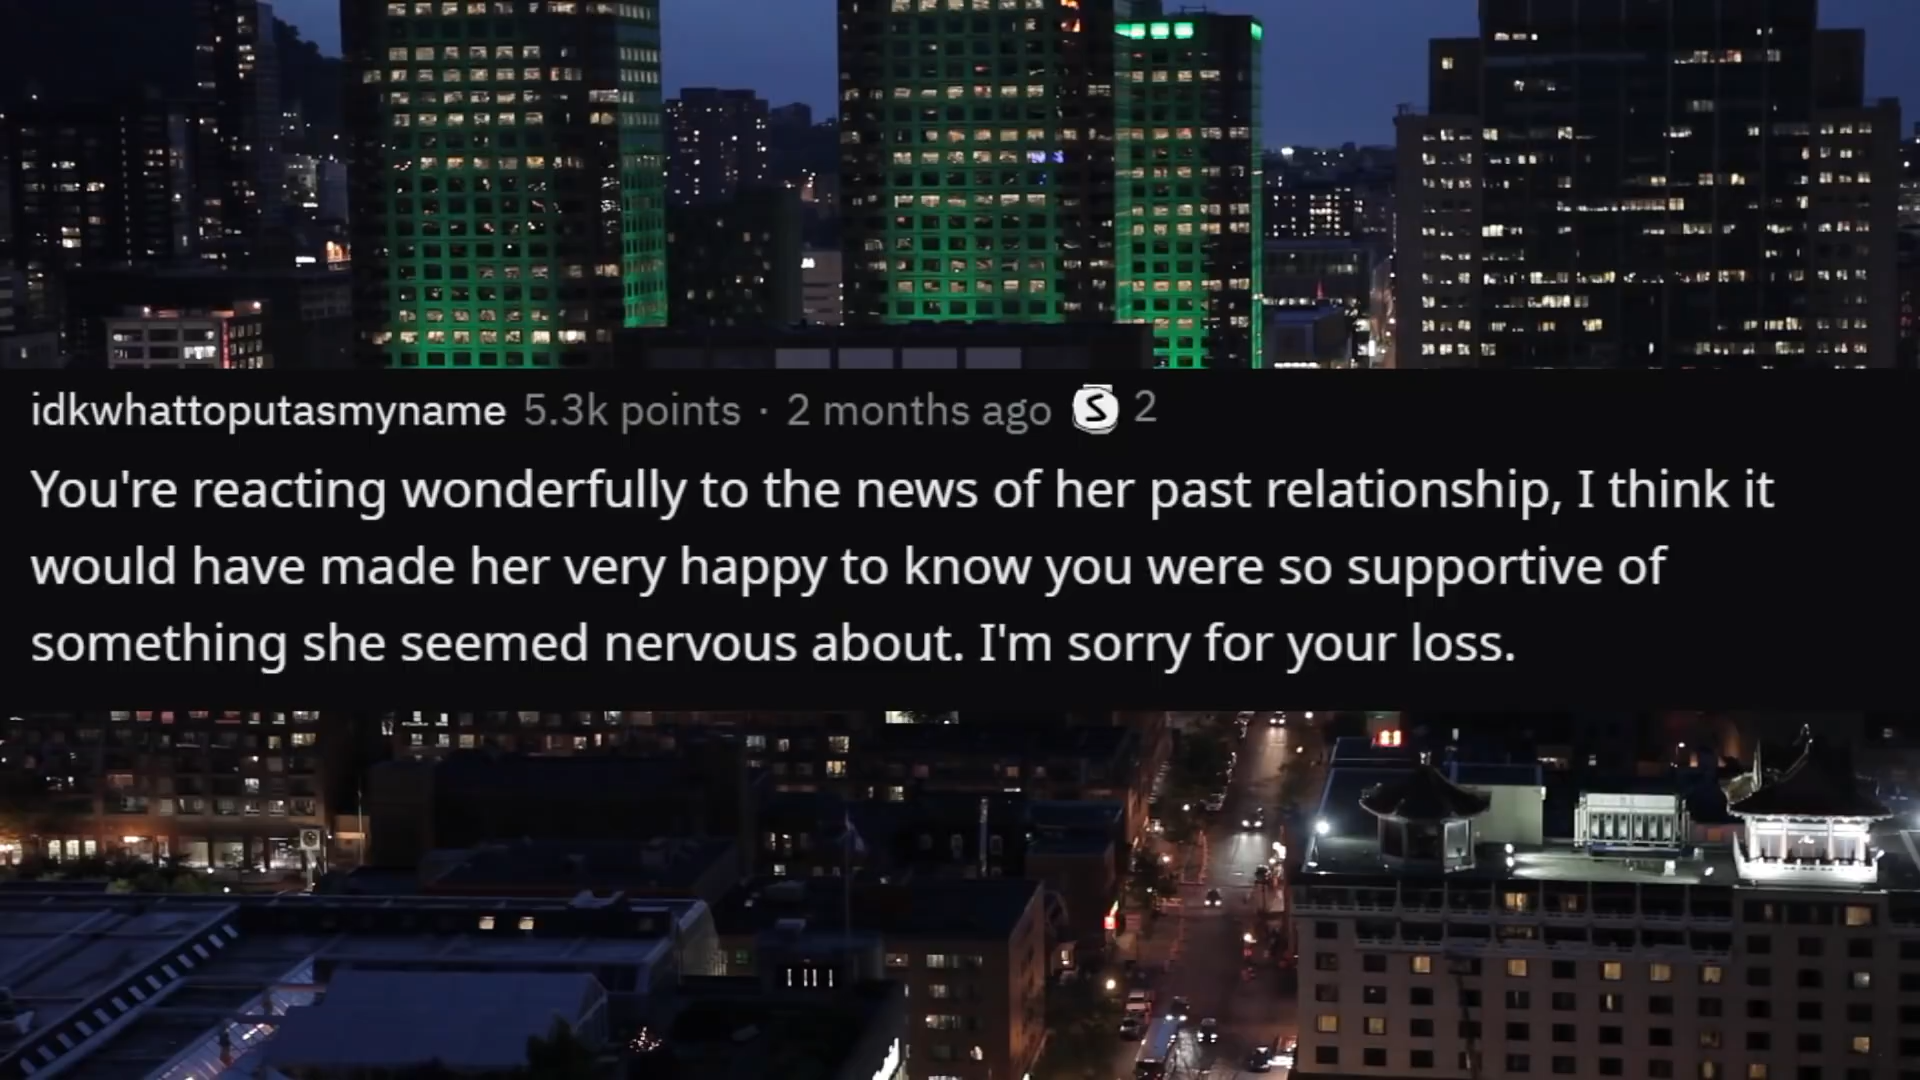 idkwhattoputasmyname 5.3k points · 2 months ago S 2
You're reacting wonderfully to the news of her past relationship, I think it
would have made her very happy to know you were so supportive of
something she seemed nervous about. I'm sorry for your loss.